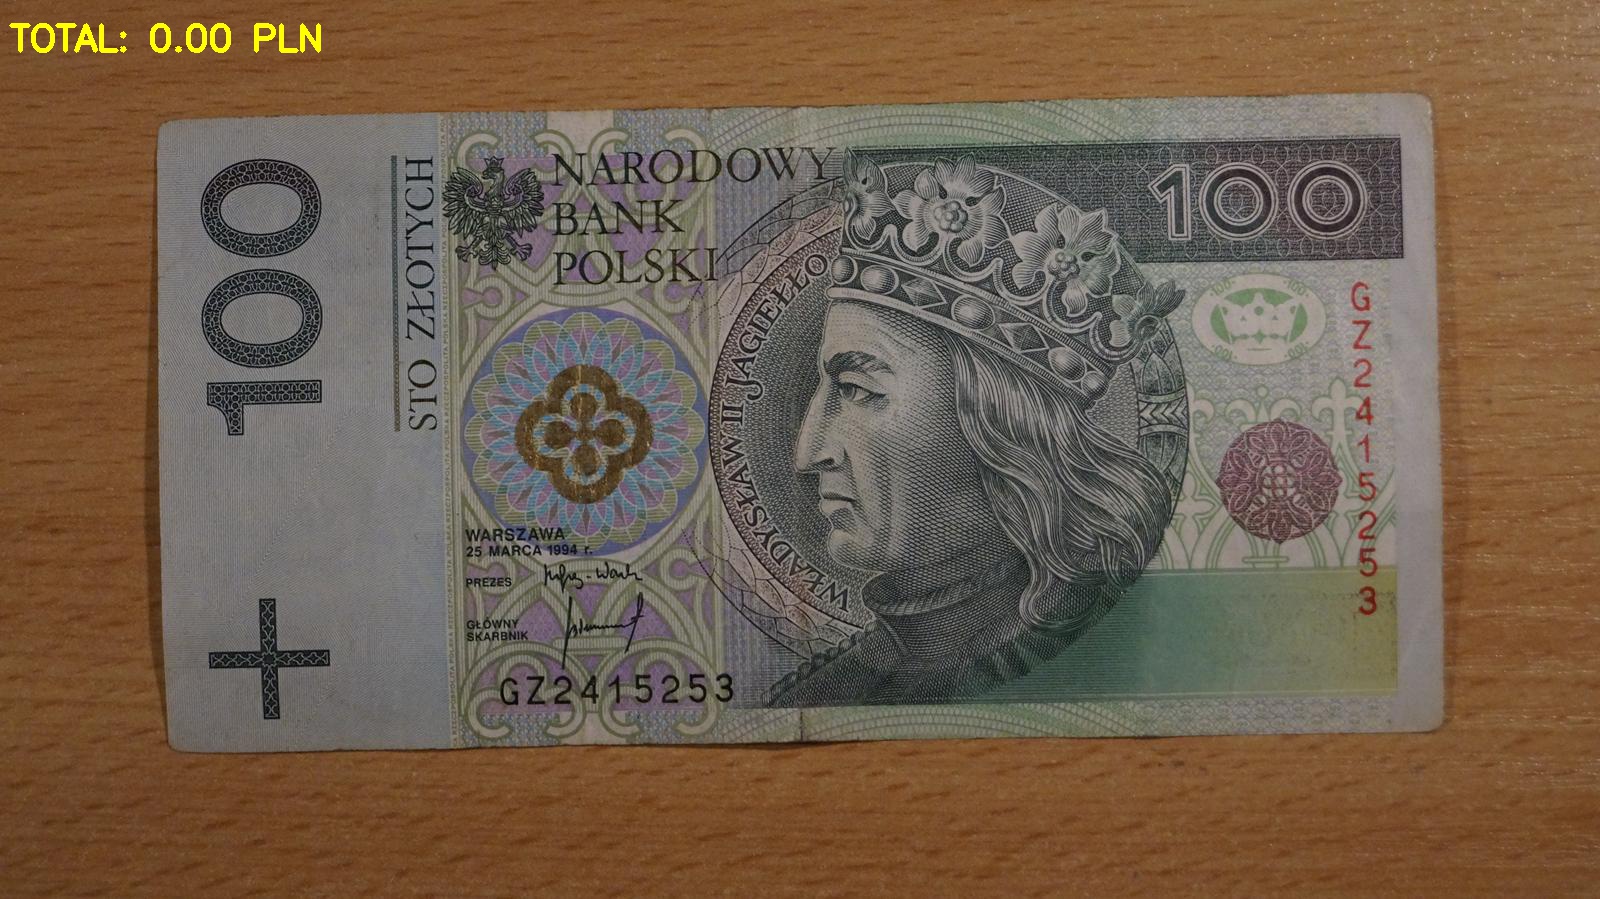 TOTAL: 0.00 PLN
100
STO ZŁOTYCH
NARODOWY
BANK
POLSKI
WŁADYSŁAW II JAGIEŁŁO
100
GZ2415253
WARSZAWA
25 MARCA 1994 r.
PREZES
GŁÓWNY
SKARBNIK
GZ2415253